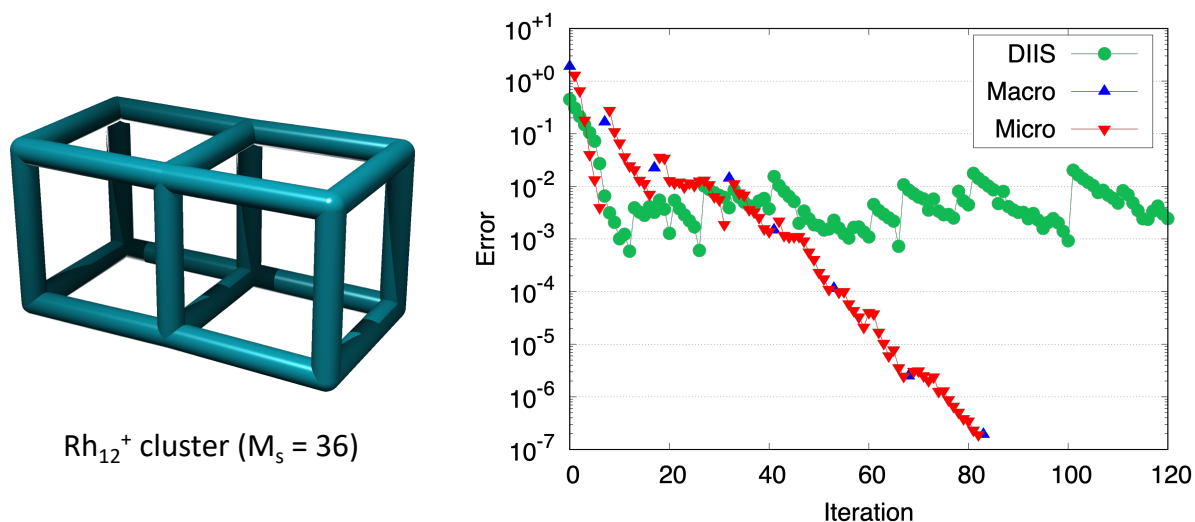 Rh₁₂⁺ cluster (Mₛ = 36)
10⁺¹
10⁺⁰
10⁻¹
10⁻²
10⁻³
10⁻⁴
10⁻⁵
10⁻⁶
10⁻⁷
Error
0 20 40 60 80 100 120
Iteration
DIIS
Macro
Micro